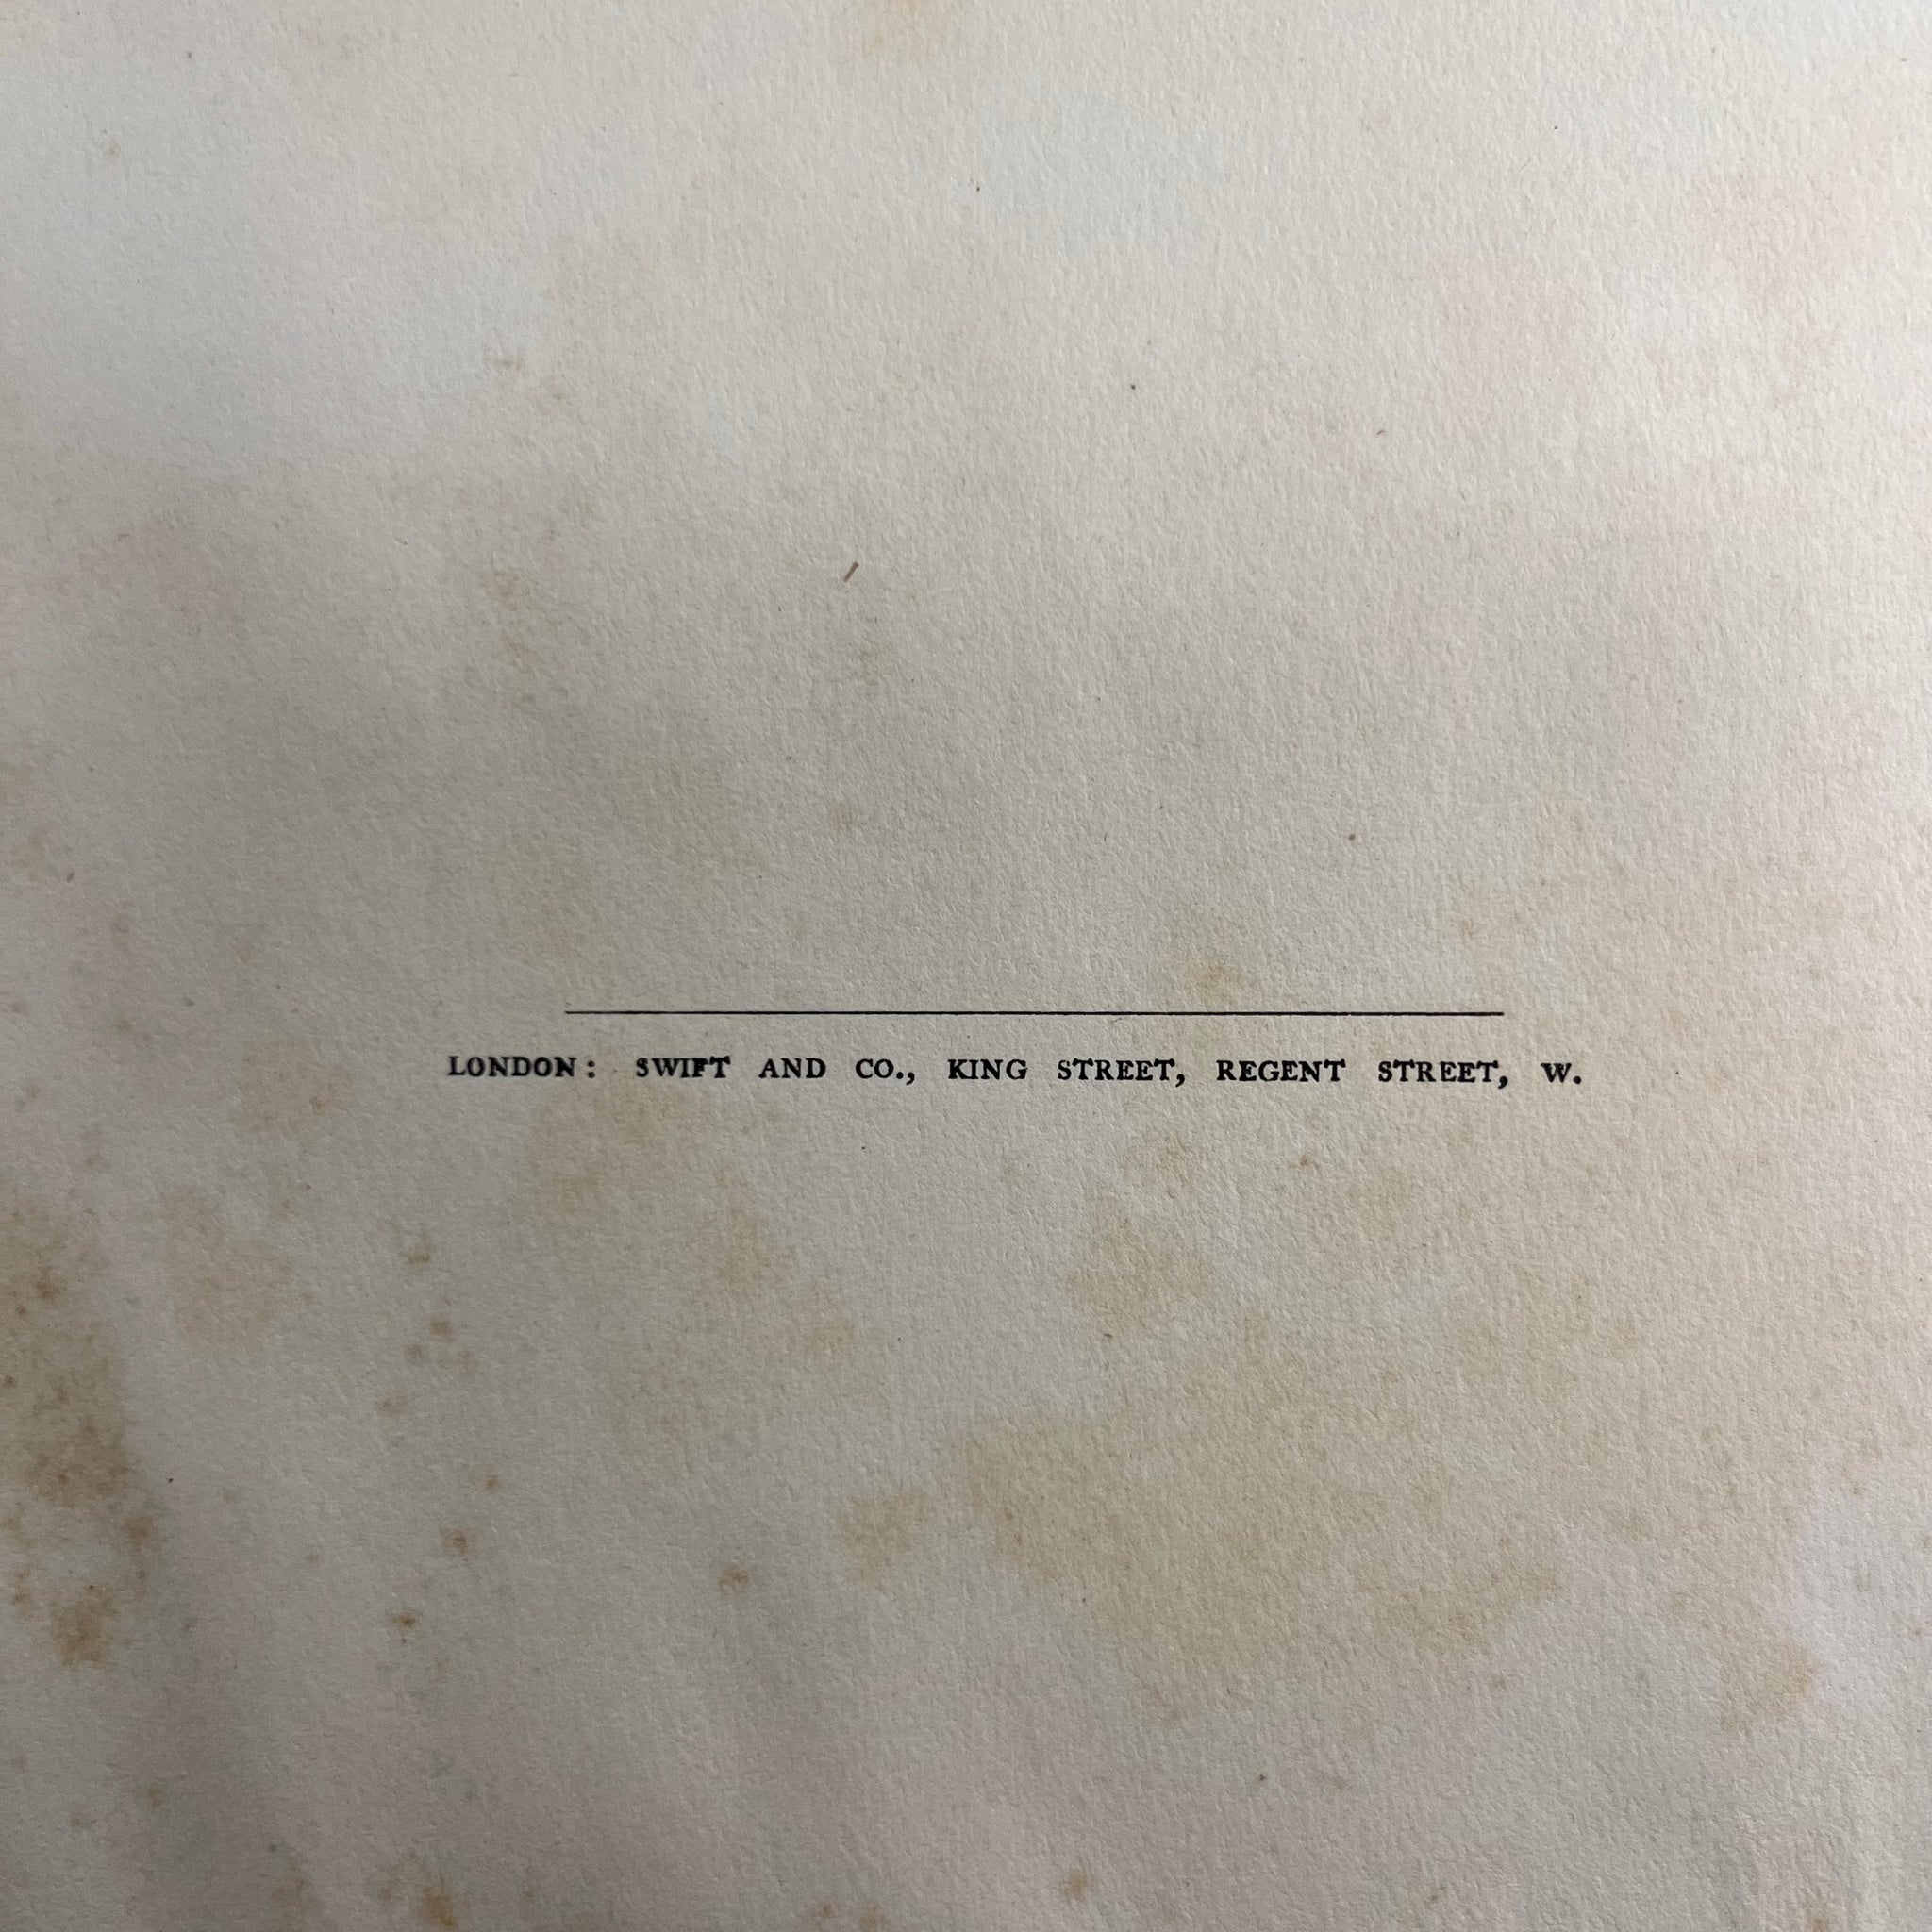 LONDON: SWIFT AND CO., KING STREET, REGENT STREET, W.